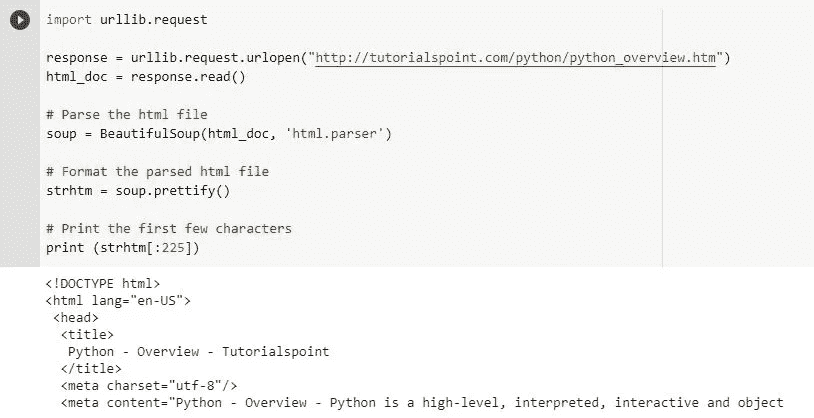 import urllib.request
response = urllib.request.urlopen("http://tutorialspoint.com/python/python_overview.htm")
html_doc = response.read()
# Parse the html file
soup = BeautifulSoup(html_doc, 'html.parser')
# Format the parsed html file
strhtm = soup.prettify()
# Print the first few characters
print (strhtm[:225])
<!DOCTYPE html>
<html lang="en-US">
<head>
<title>
Python - Overview - Tutorialspoint
</title>
<meta charset="utf-8"/>
<meta content="Python - Overview - Python is a high-level, interpreted, interactive and object